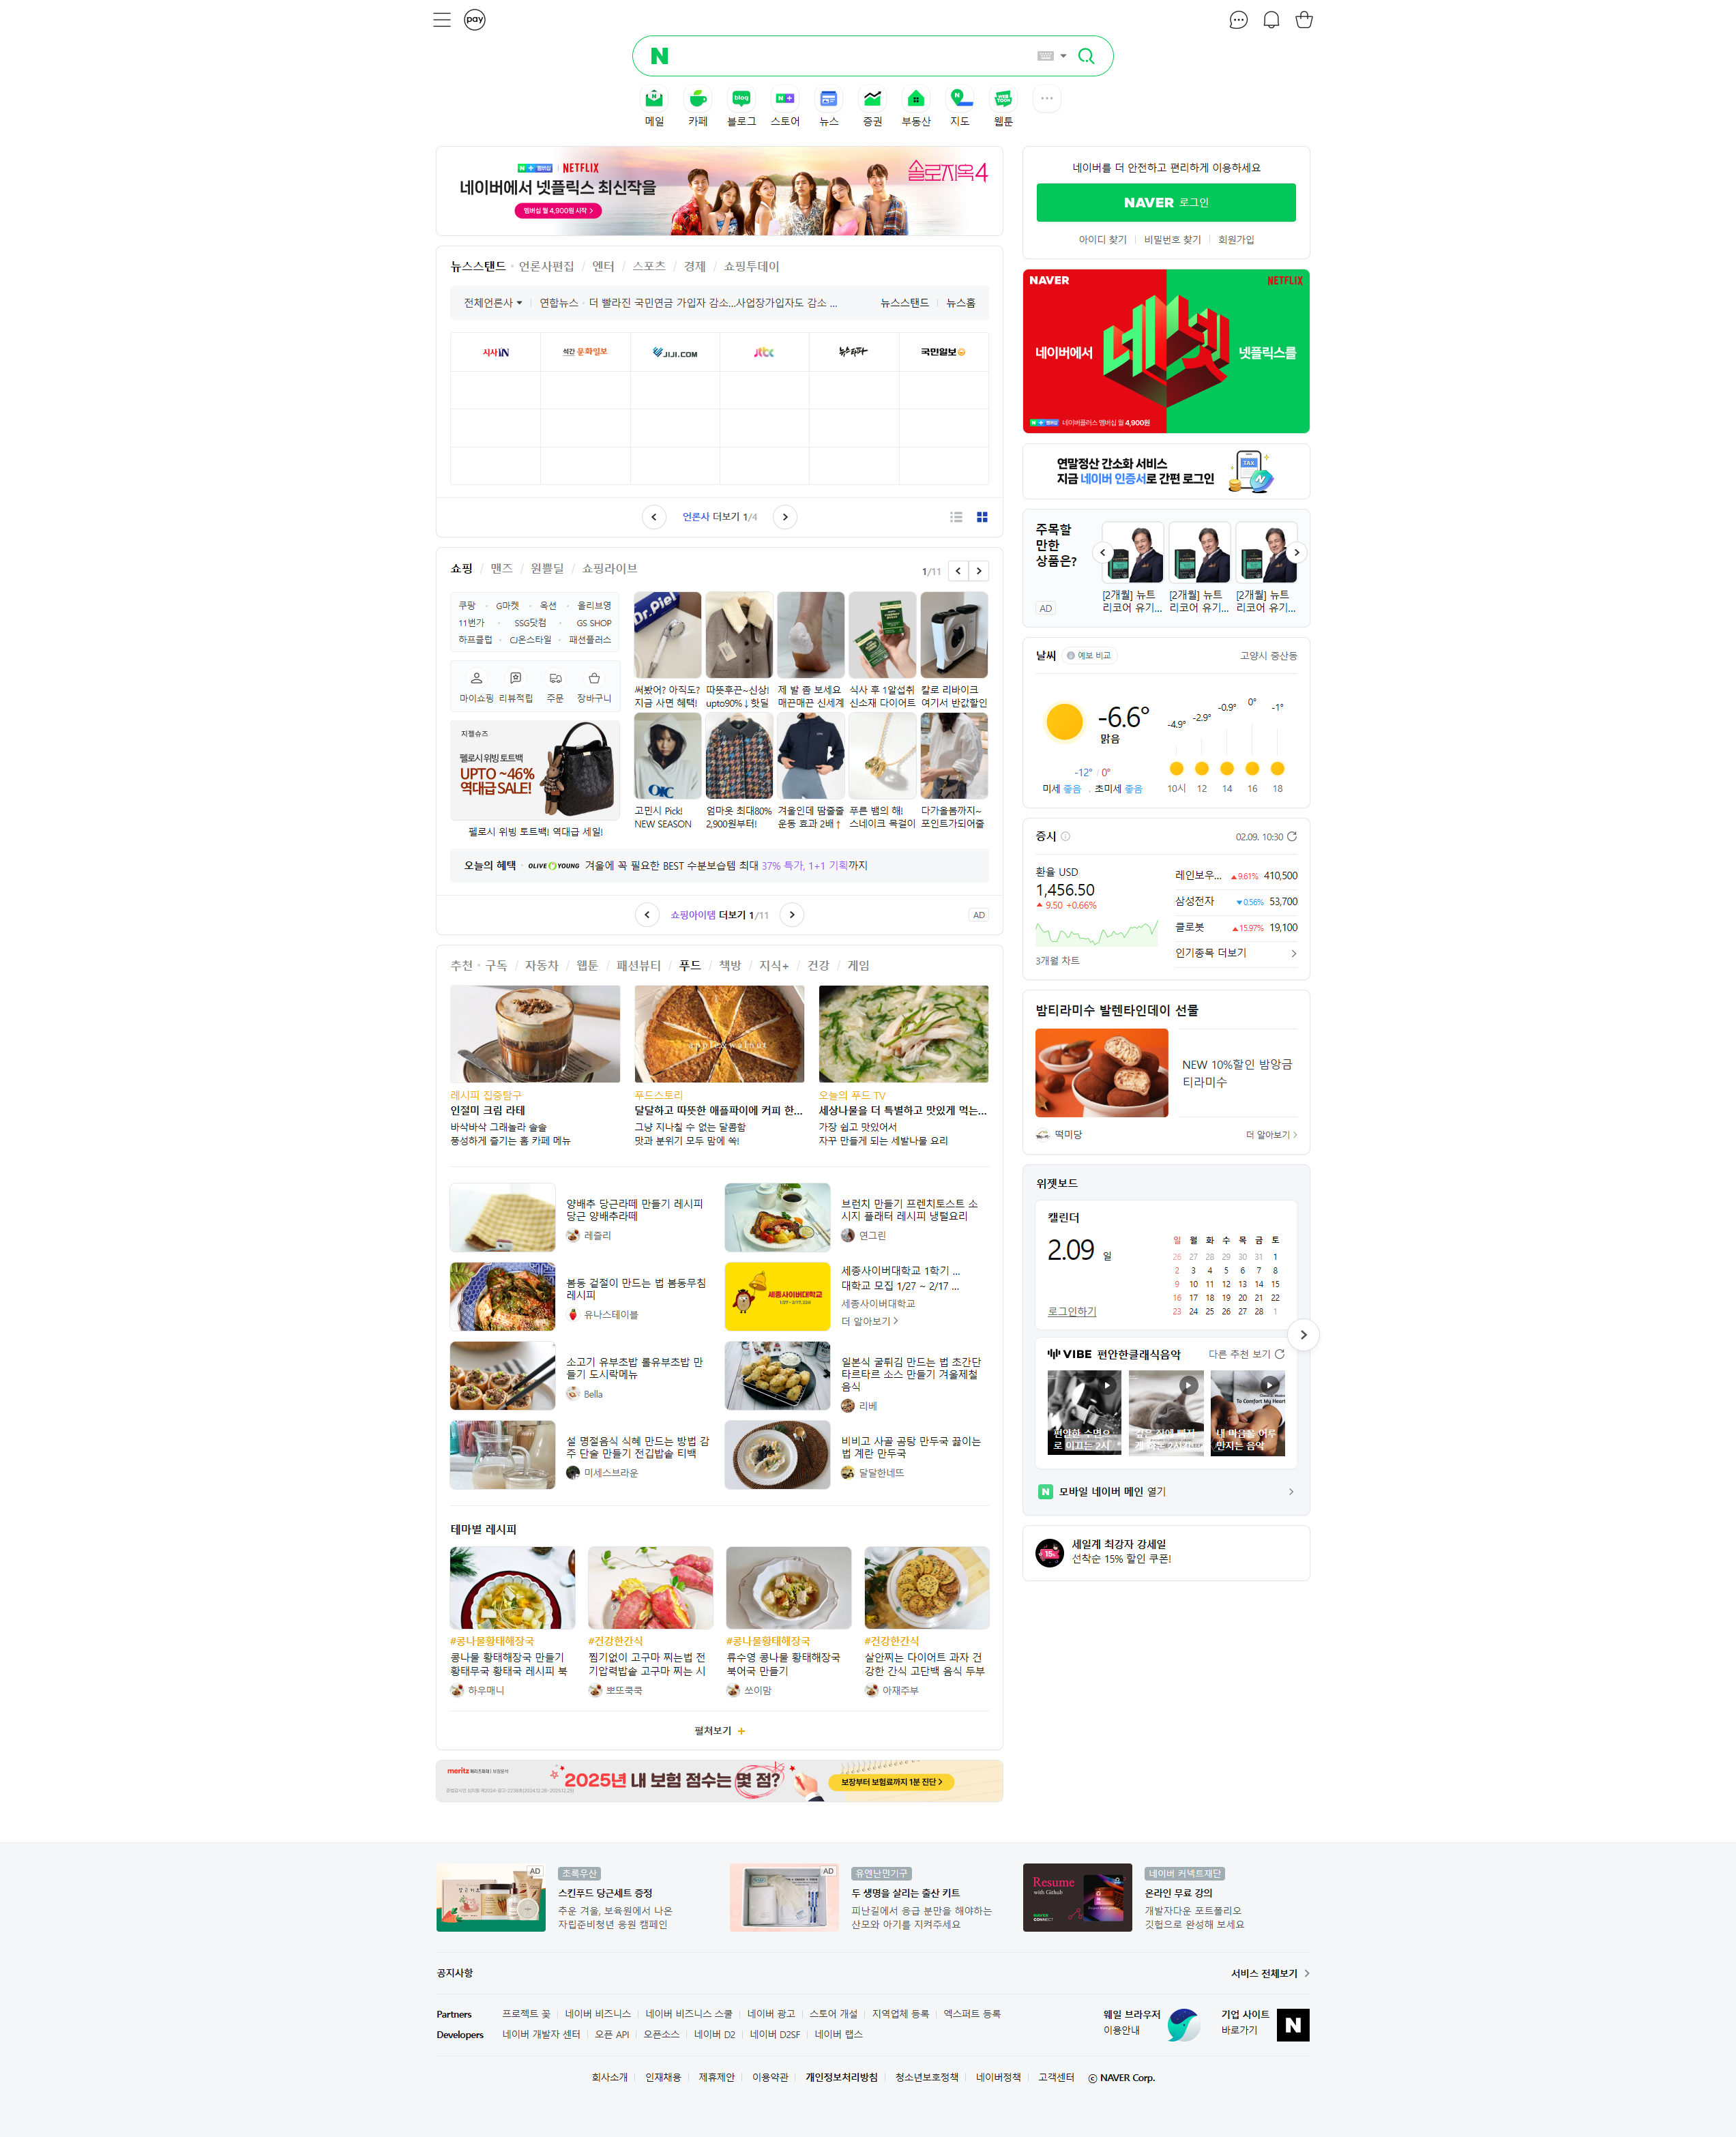 pay
N
메일
카페
블로그
스토어
뉴스
증권
부동산
지도
웹툰
N + 멤버십 | NETFLIX
네이버에서 넷플릭스 최신작을
멤버십 월 4,900원 시작 >
솔로지옥4
네이버를 더 안전하고 편리하게 이용하세요
NAVER 로그인
아이디 찾기 | 비밀번호 찾기 | 회원가입
뉴스스탠드 · 언론사편집 / 엔터 / 스포츠 / 경제 / 쇼핑투데이
전체언론사 | 연합뉴스 · 더 빨라진 국민연금 가입자 감소...사업장가입자도 감소 ...
뉴스스탠드 | 뉴스홈
시사IN
석간 문화일보
JIJI.COM
jtbc
뉴스타파
국민일보
언론사 더보기 1/4
NAVER
NETFLIX
네이버에서 네넷 넷플릭스를
N + 멤버십 네이버플러스 멤버십 월 4,900원
연말정산 간소화 서비스
지금 네이버 인증서로 간편 로그인
TAX
주목할
만한
상품은?
AD
[2개월] 뉴트
리코어 유기...
[2개월] 뉴트
리코어 유기...
[2개월] 뉴트
리코어 유기...
쇼핑 / 맨즈 / 원쁠딜 / 쇼핑라이브
1/11
쿠팡 · G마켓 · 옥션 · 올리브영
11번가 · SSG닷컴 · GS SHOP
하프클럽 · CJ온스타일 · 패션플러스
마이쇼핑 리뷰적립 주문 장바구니
지젤슈즈
펠로시 위빙 토트백
UPTO ~46%
역대급 SALE!
펠로시 위빙 토트백! 역대급 세일!
Dr.Piel
써봤어? 아직도?
지금 사면 혜택!
따뜻후끈~신상!
upto90%↓핫딜
제 발 좀 보세요
매끈매끈 신세계
식사 후 1알섭취
신소재 다이어트
칼로 리바이크
여기서 반값할인
고민시 Pick!
NEW SEASON
엄마옷 최대80%
2,900원부터!
겨울인데 땀줄줄
운동 효과 2배↑
푸른 뱀의 해!
스네이크 목걸이
다가올봄까지~
포인트가되어줄
오늘의 혜택 · OLIVE YOUNG 겨울에 꼭 필요한 BEST 수분보습템 최대 37% 특가, 1+1 기획까지
쇼핑아이템 더보기 1/11
AD
날씨 예보 비교
고양시 중산동
-6.6°
맑음
-12° / 0°
미세 좋음 . 초미세 좋음
-4.9° -2.9° -0.9° 0° -1°
10시 12 14 16 18
증시
02.09. 10:30
환율 USD
1,456.50
▲ 9.50 +0.66%
3개월 차트
레인보우... ▲9.61% 410,500
삼성전자 ▼0.56% 53,700
클로봇 ▲15.97% 19,100
인기종목 더보기
추천 · 구독 / 자동차 / 웹툰 / 패션뷰티 / 푸드 / 책방 / 지식+ / 건강 / 게임
apple & walnut
레시피 집중탐구
인절미 크림 라테
바삭바삭 그래놀라 솔솔
풍성하게 즐기는 홈 카페 메뉴
푸드스토리
달달하고 따뜻한 애플파이에 커피 한...
그냥 지나칠 수 없는 달콤함
맛과 분위기 모두 맘에 쏙!
오늘의 푸드 TV
세상나물을 더 특별하고 맛있게 먹는...
가장 쉽고 맛있어서
자꾸 만들게 되는 세발나물 요리
양배추 당근라페 만들기 레시피
당근 양배추라페
레즐리
브런치 만들기 프렌치토스트 소
시지 플래터 레시피 냉털요리
연그린
봄동 겉절이 만드는 법 봄동무침
레시피
유나스테이블
세종사이버대학교
세종사이버대학교 1학기 ...
대학교 모집 1/27 ~ 2/17 ...
세종사이버대학교
더 알아보기 >
소고기 유부초밥 롤유부초밥 만
들기 도시락메뉴
Bella
일본식 굴튀김 만드는 법 초간단
타르타르 소스 만들기 겨울제철
음식
리베
설 명절음식 식혜 만드는 방법 감
주 단술 만들기 전깁밥솥 티백
미세스브라운
비비고 사골 곰탕 만두국 끓이는
법 계란 만두국
달달한네뜨
테마별 레시피
#콩나물황태해장국
콩나물 황태해장국 만들기
황태무국 황태국 레시피 북
하우매니
#건강한간식
찜기없이 고구마 찌는법 전
기압력밥솥 고구마 찌는 시
뽀또쿡쿡
#콩나물황태해장국
류수영 콩나물 황태해장국
북어국 만들기
쏘이맘
#건강한간식
살안찌는 다이어트 과자 건
강한 간식 고단백 음식 두부
아재주부
펼쳐보기 +
밤티라미수 발렌타인데이 선물
NEW 10%할인 밤앙금
티라미수
떡미당
더 알아보기 >
위젯보드
캘린더
2.09 일
로그인하기
일 월 화 수 목 금 토
26 27 28 29 30 31 1
2 3 4 5 6 7 8
9 10 11 12 13 14 15
16 17 18 19 20 21 22
23 24 25 26 27 28 1
VIBE 편안한클래식음악
다른 추천 보기
편안한 수면으
로 이끄는 2시
To Comfort My Heart
내 마음을 어루
만지는 음악
N 모바일 네이버 메인 열기
세일계 최강자 강세일
선착순 15% 할인 쿠폰!
meritz 메리츠화재
2025년 내 보험 점수는 몇 점?
보장부터 보험료까지 1분 진단 >
AD
초록우산
스킨푸드 당근세트 증정
추운 겨울, 보육원에서 나온
자립준비청년 응원 캠페인
AD
유엔난민기구
두 생명을 살리는 출산 키트
피난길에서 응급 분만을 해야하는
산모와 아기를 지켜주세요
Resume
with Github
NAVER
CONNECT
네이버 커넥트재단
온라인 무료 강의
개발자다운 포트폴리오
깃헙으로 완성해 보세요
공지사항
서비스 전체보기 >
Partners 프로젝트 꽃 | 네이버 비즈니스 | 네이버 비즈니스 스쿨 | 네이버 광고 | 스토어 개설 | 지역업체 등록 | 엑스퍼트 등록
Developers 네이버 개발자 센터 | 오픈 API | 오픈소스 | 네이버 D2 | 네이버 D2SF | 네이버 랩스
웨일 브라우저
이용안내
기업 사이트
바로가기
N
회사소개 | 인재채용 | 제휴제안 | 이용약관 | 개인정보처리방침 | 청소년보호정책 | 네이버정책 | 고객센터 ⓒ NAVER Corp.